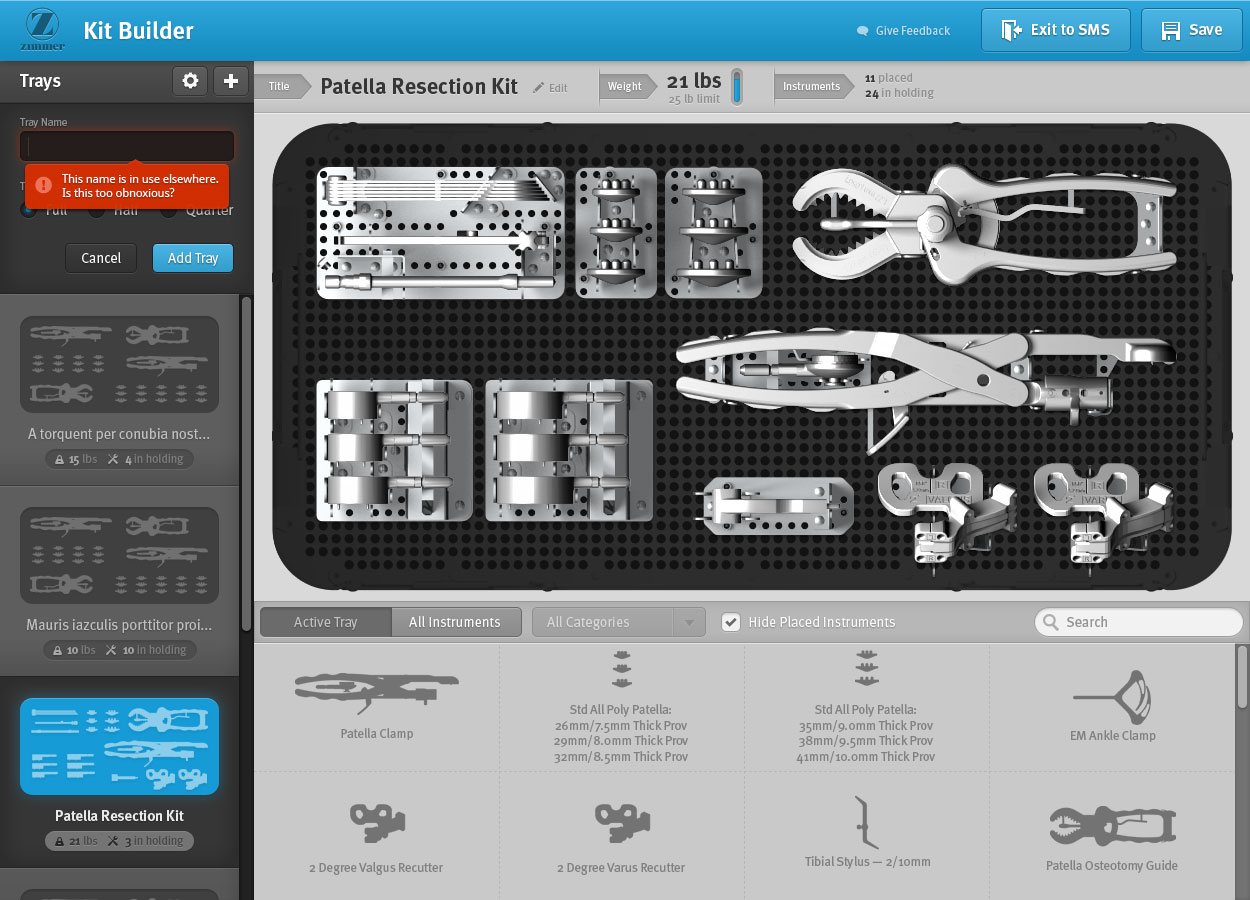 Z
zimmer
Kit Builder
Give Feedback
Exit to SMS
Save
Trays
Title
Patella Resection Kit
Edit
Weight
21 lbs
25 lb limit
Instruments
11 placed
24 in holding
Tray Name
This name is in use elsewhere.
Is this too obnoxious?
Full
Half
Quarter
Cancel
Add Tray
A torquent per conubia nost...
15 lbs
4 in holding
Mauris iazculis porttitor proi...
10 lbs
10 in holding
Patella Resection Kit
21 lbs
3 in holding
Active Tray
All Instruments
All Categories
Hide Placed Instruments
Search
Patella Clamp
Std All Poly Patella:
26mm/7.5mm Thick Prov
29mm/8.0mm Thick Prov
32mm/8.5mm Thick Prov
Std All Poly Patella:
35mm/9.0mm Thick Prov
38mm/9.5mm Thick Prov
41mm/10.0mm Thick Prov
EM Ankle Clamp
2 Degree Valgus Recutter
2 Degree Varus Recutter
Tibial Stylus — 2/10mm
Patella Osteotomy Guide